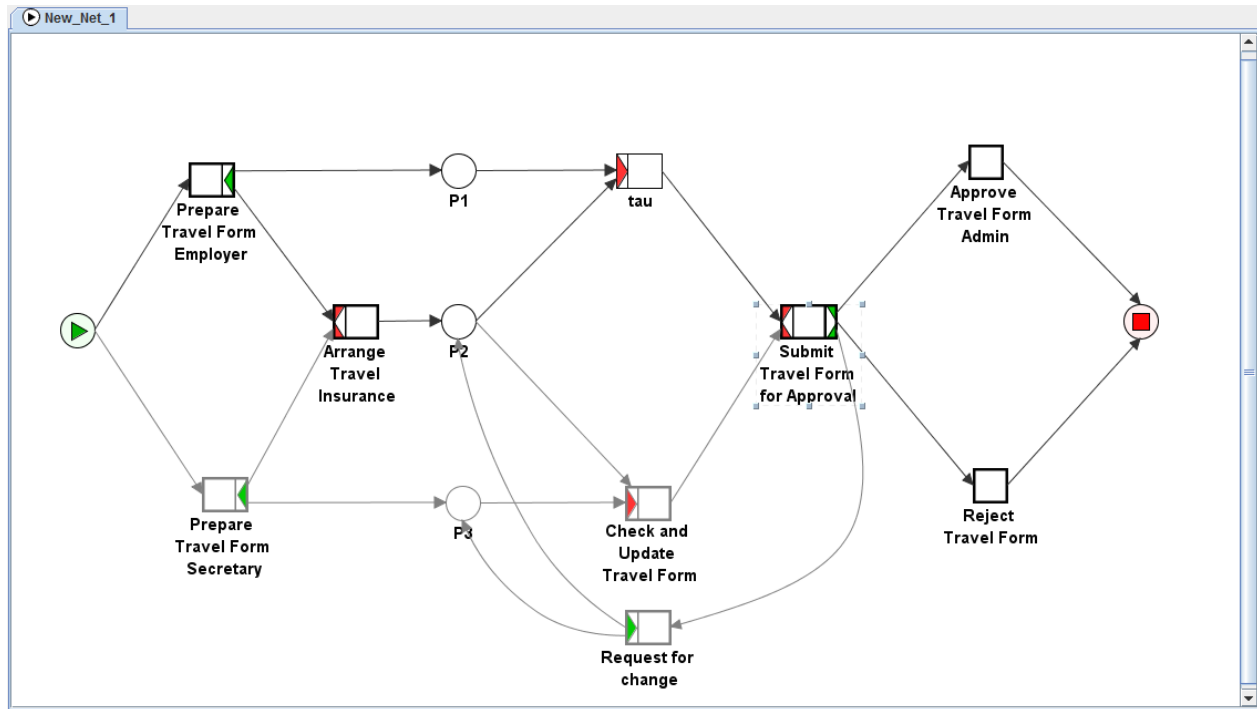 New_Net_1
Prepare
Travel Form
Employer
P1
tau
Approve
Travel Form
Admin
Arrange
Travel
Insurance
P2
Submit
Travel Form
for Approval
Prepare
Travel Form
Secretary
P3
Check and
Update
Travel Form
Reject
Travel Form
Request for
change